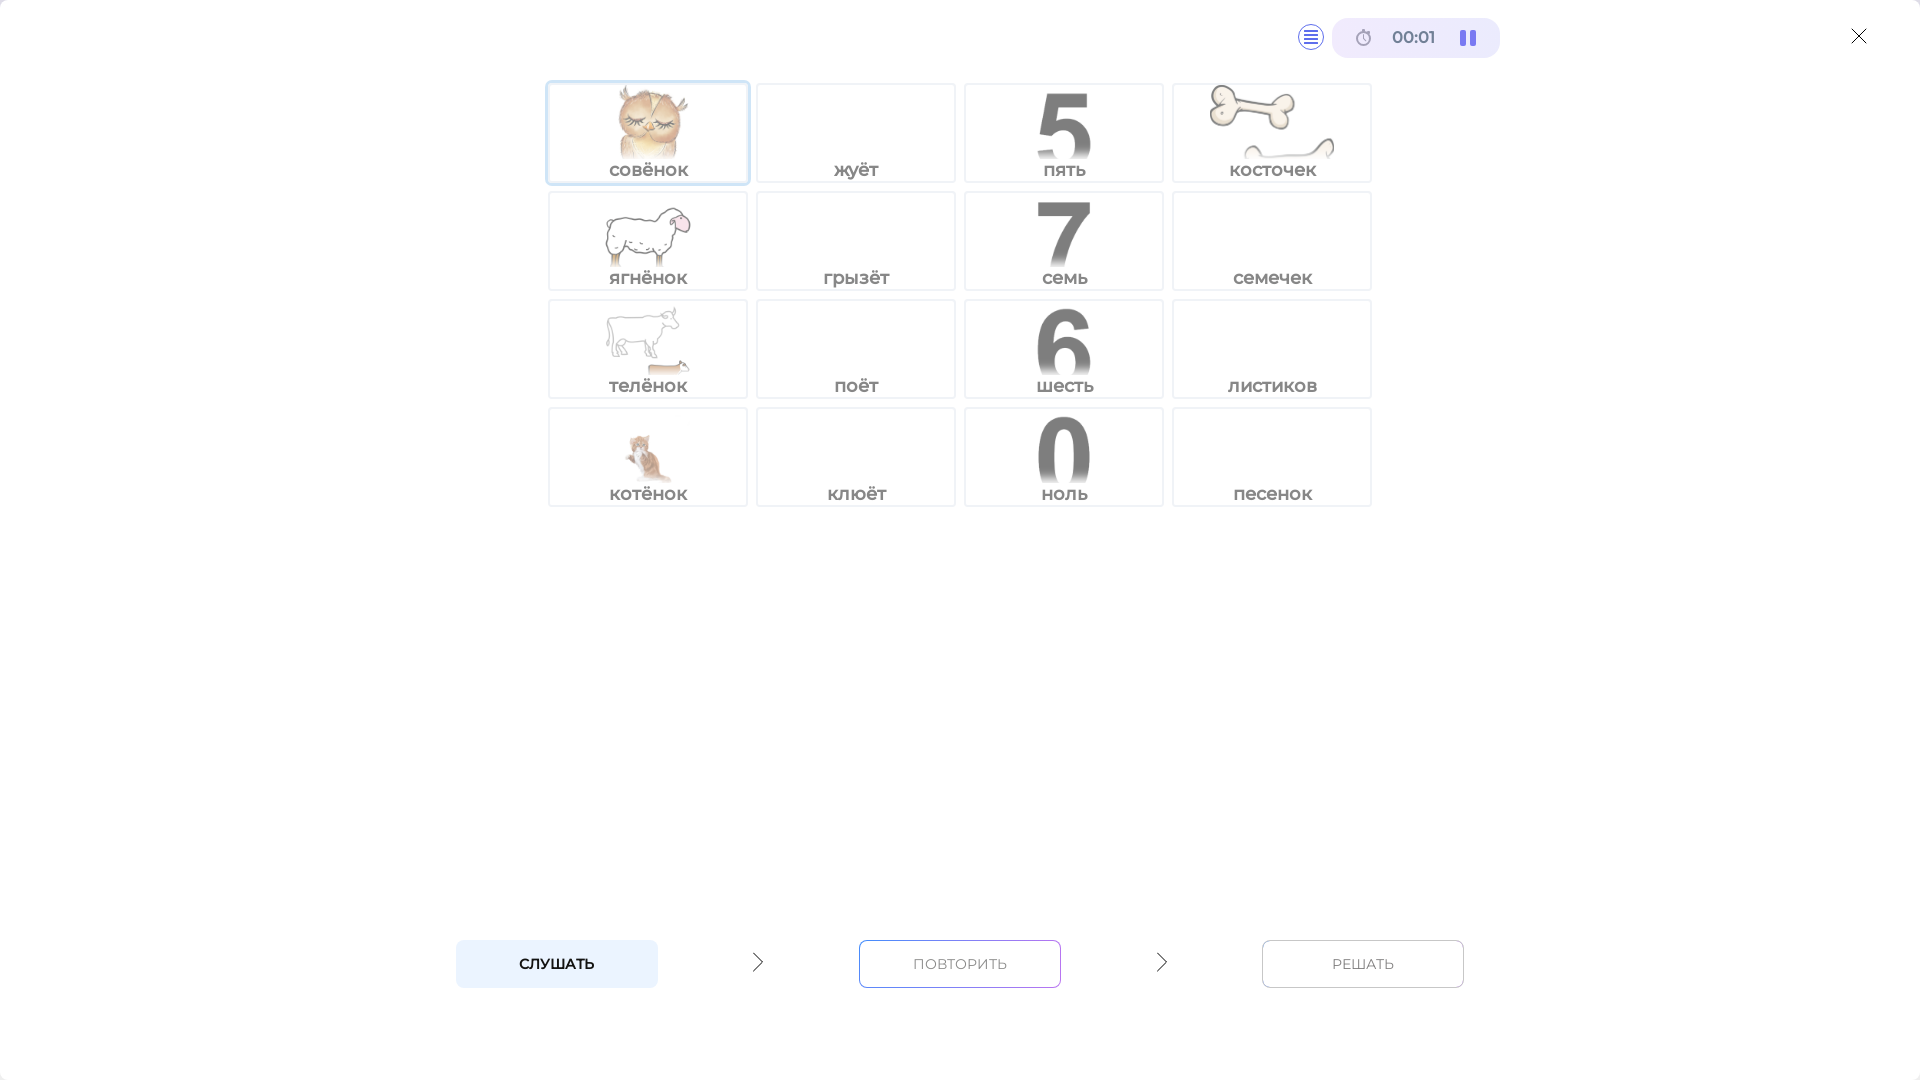 00:01
совёнок жуёт 5 пять косточек
ягнёнок грызёт 7 семь семечек
телёнок поёт 6 шесть листиков
котёнок клюёт 0 ноль песенок
СЛУШАТЬ ПОВТОРИТЬ РЕШАТЬ